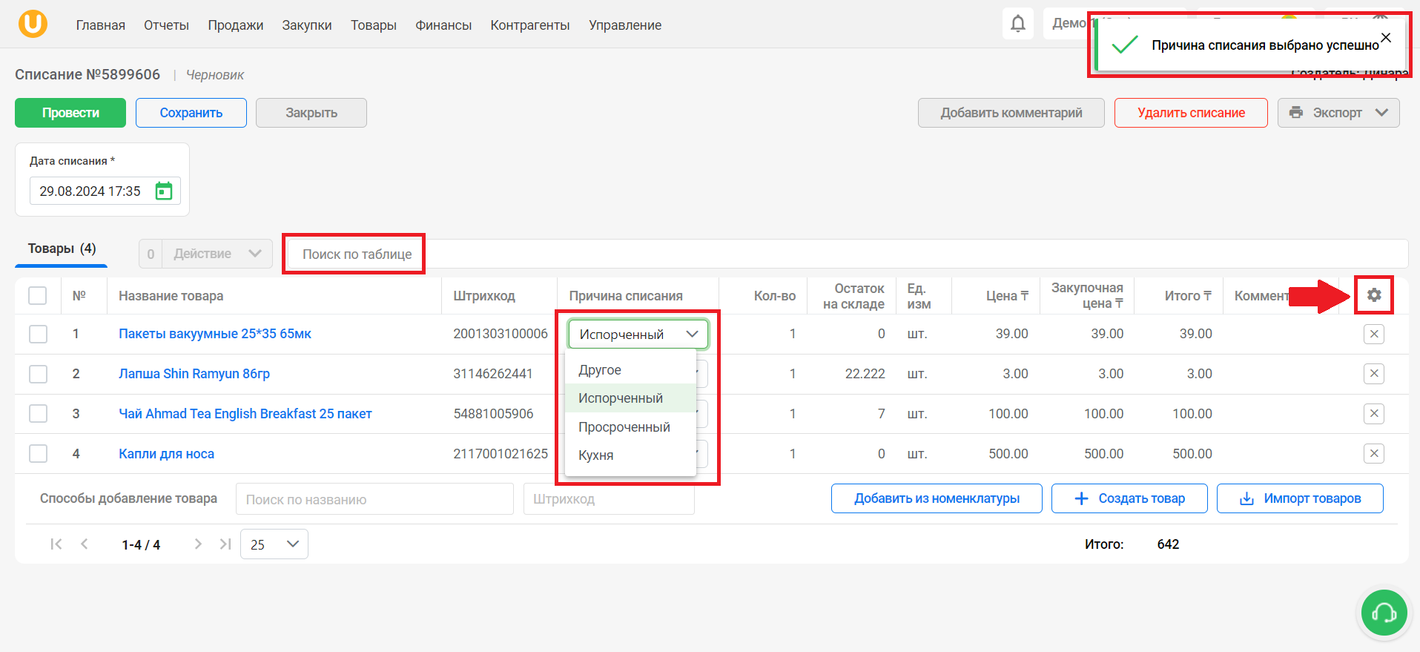 Главная Отчеты Продажи Закупки Товары Финансы Контрагенты Управление
Причина списания выбрано успешно
Списание №5899606 | Черновик
Провести Сохранить Закрыть Добавить комментарий Удалить списание Экспорт
Дата списания *
29.08.2024 17:35
Товары (4) 0 Действие Поиск по таблице
№ Название товара Штрихкод Причина списания Кол-во Остаток на складе Ед. изм Цена ₸ Закупочная цена ₸ Итого ₸
1 Пакеты вакуумные 25*35 65мк 2001303100006 Испорченный 1 0 шт. 39.00 39.00 39.00
2 Лапша Shin Ramyun 86гр 31146262441 1 22.222 шт. 3.00 3.00 3.00
3 Чай Ahmad Tea English Breakfast 25 пакет 54881005906 1 7 шт. 100.00 100.00 100.00
4 Капли для носа 2117001021625 1 0 шт. 500.00 500.00 500.00
Другое
Испорченный
Просроченный
Кухня
Способы добавление товара Поиск по названию Штрихкод Добавить из номенклатуры Создать товар Импорт товаров
1-4 / 4 25 Итого: 642